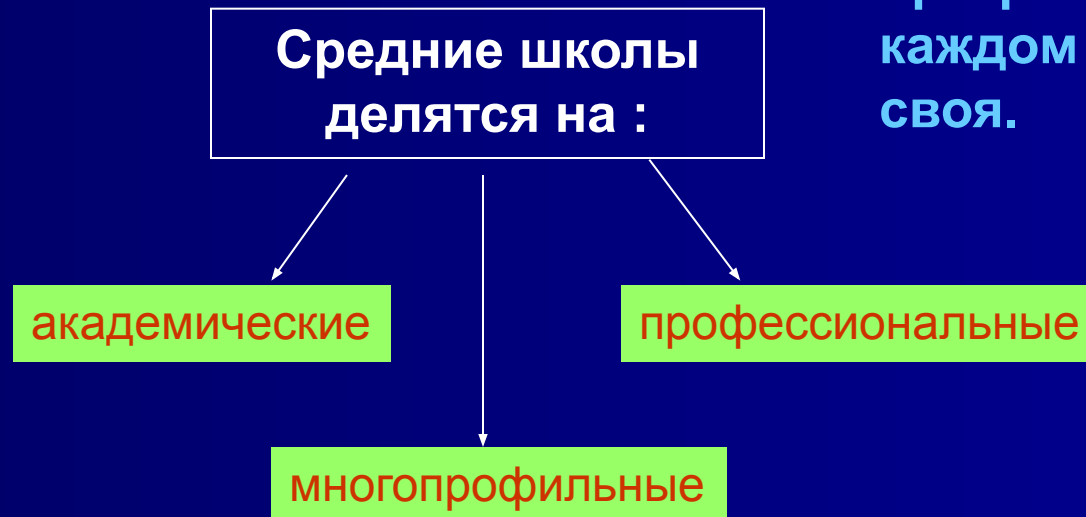 Средние школы
делятся на :
каждом
своя.
академические
профессиональные
многопрофильные